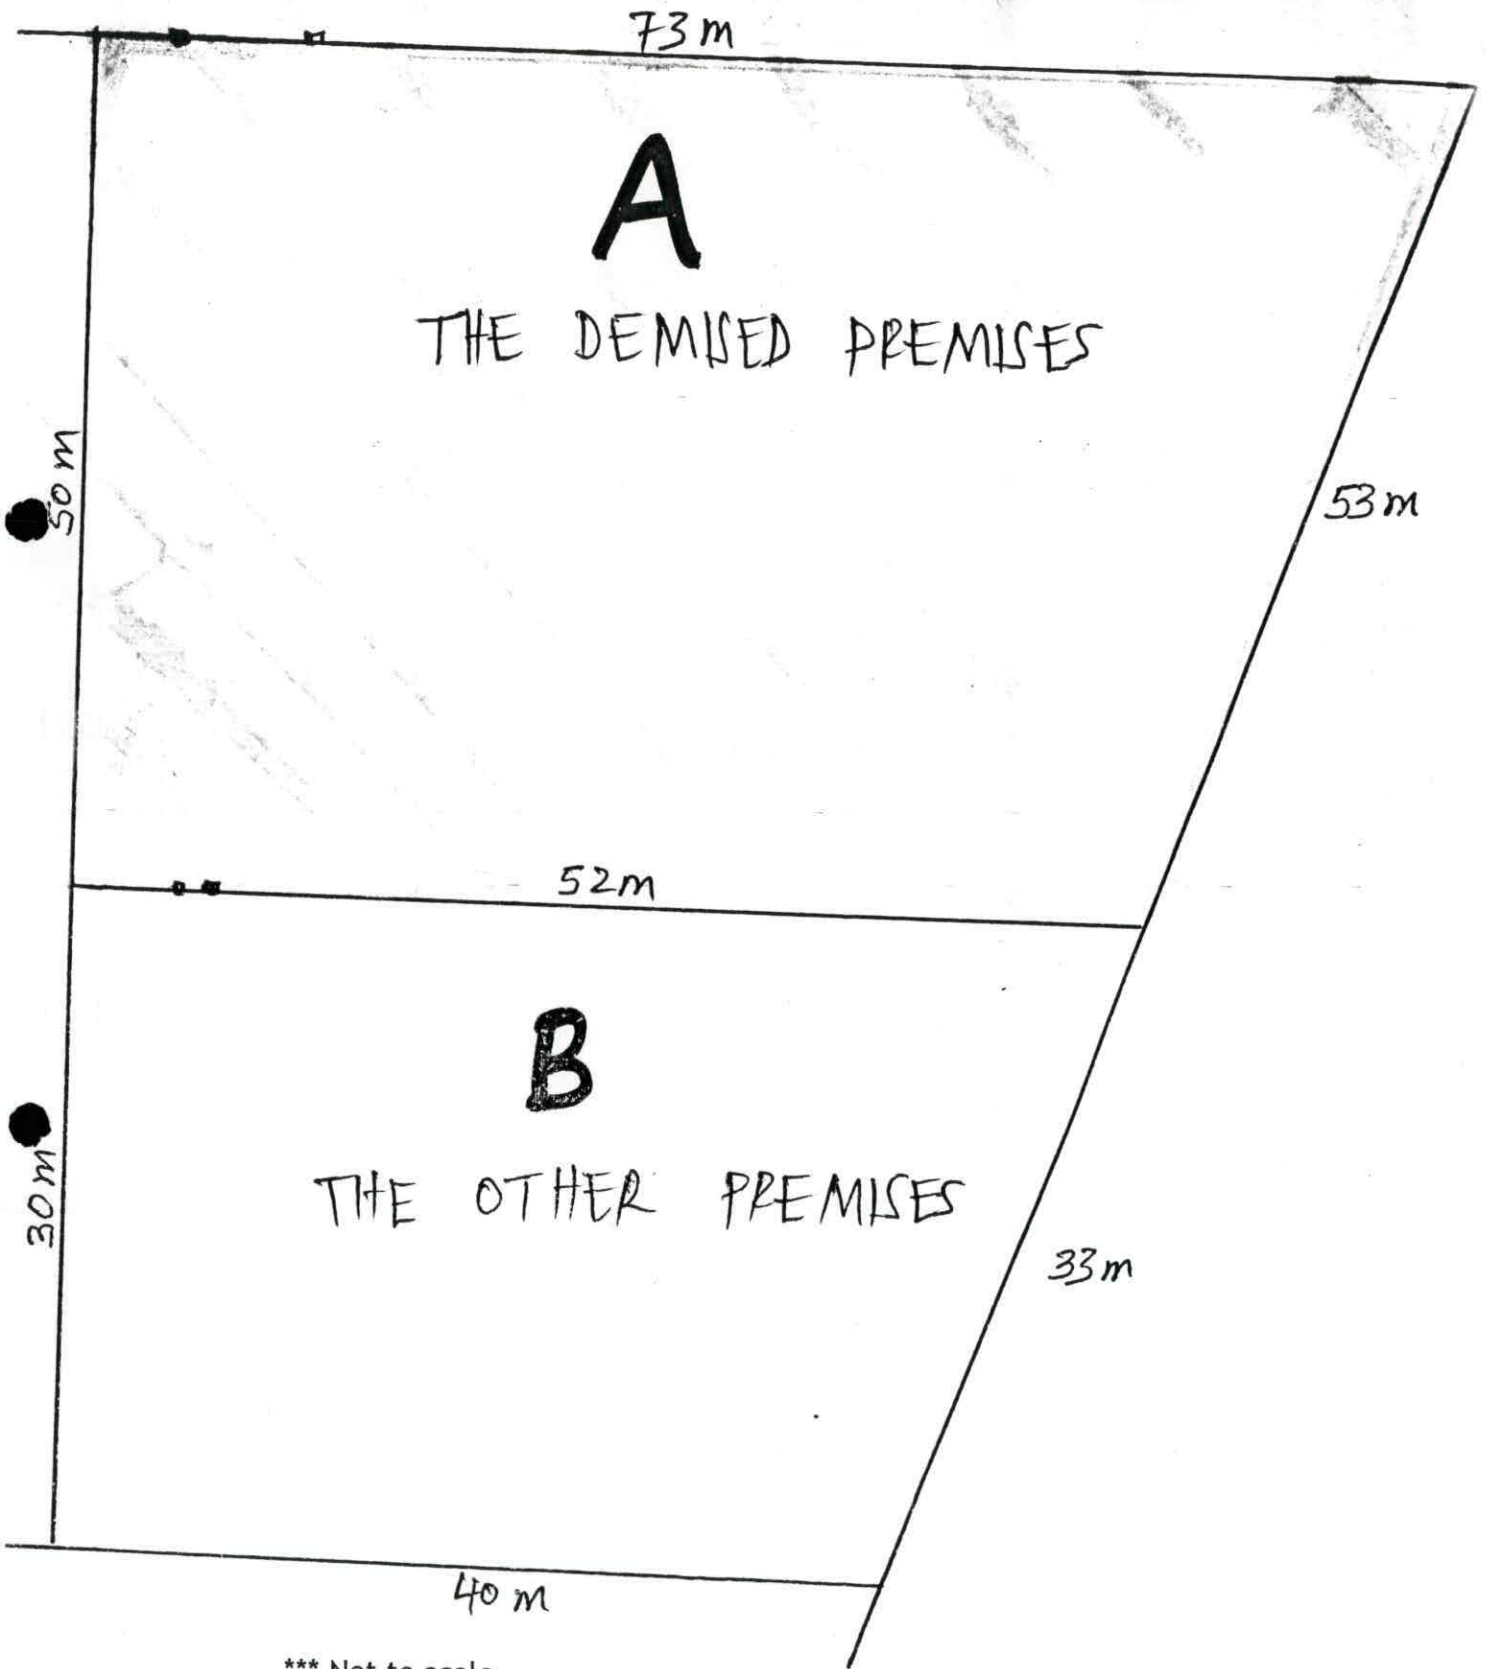 73m
A
THE DEMISED PREMISES
50m
53m
52m
B
THE OTHER PREMISES
30m
33m
40m
*** Not to scale